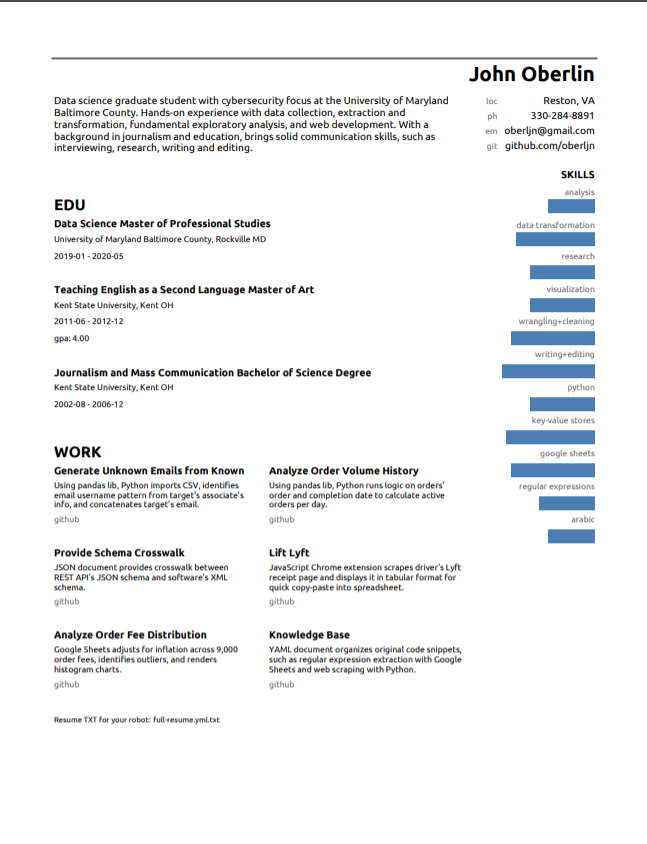 John Oberlin
Data science graduate student with cybersecurity focus at the University of Maryland
Baltimore County. Hands-on experience with data collection, extraction and
transformation, fundamental exploratory analysis, and web development. With a
background in journalism and education, brings solid communication skills, such as
interviewing, research, writing and editing.
loc Reston, VA
ph 330-284-8891
em oberljn@gmail.com
git github.com/oberljn
EDU
Data Science Master of Professional Studies
University of Maryland Baltimore County, Rockville MD
2019-01 - 2020-05
Teaching English as a Second Language Master of Art
Kent State University, Kent OH
2011-06 - 2012-12
gpa: 4.00
Journalism and Mass Communication Bachelor of Science Degree
Kent State University, Kent OH
2002-08 - 2006-12
WORK
Generate Unknown Emails from Known
Using pandas lib, Python imports CSV, identifies
email username pattern from target's associate's
info, and concatenates target's email.
github
Analyze Order Volume History
Using pandas lib, Python runs logic on orders'
order and completion date to calculate active
orders per day.
github
Provide Schema Crosswalk
JSON document provides crosswalk between
REST API's JSON schema and software's XML
schema.
github
Lift Lyft
JavaScript Chrome extension scrapes driver's Lyft
receipt page and displays it in tabular format for
quick copy-paste into spreadsheet.
github
Analyze Order Fee Distribution
Google Sheets adjusts for inflation across 9,000
order fees, identifies outliers, and renders
histogram charts.
github
Knowledge Base
YAML document organizes original code snippets,
such as regular expression extraction with Google
Sheets and web scraping with Python.
github
Resume TXT for your robot: full-resume.yml.txt
SKILLS
analysis
data transformation
research
visualization
wrangling+cleaning
writing+editing
python
key-value stores
google sheets
regular expressions
arabic